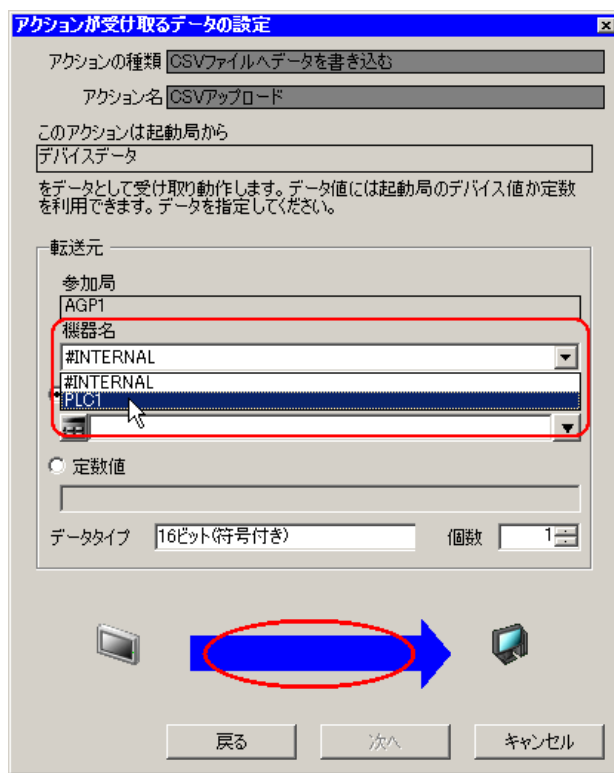 アクションが受け取るデータの設定
アクションの種類 CSVファイルへデータを書き込む
アクション名 CSVアップロード
このアクションは起動局から
デバイスデータ
をデータとして受け取り動作します。データ値には起動局のデバイス値か定数
を利用できます。データを指定してください。
転送元
参加局
AGP1
機器名
#INTERNAL
#INTERNAL
PLC1
定数値
データタイプ 16ビット(符号付き) 個数 1
戻る 次へ キャンセル